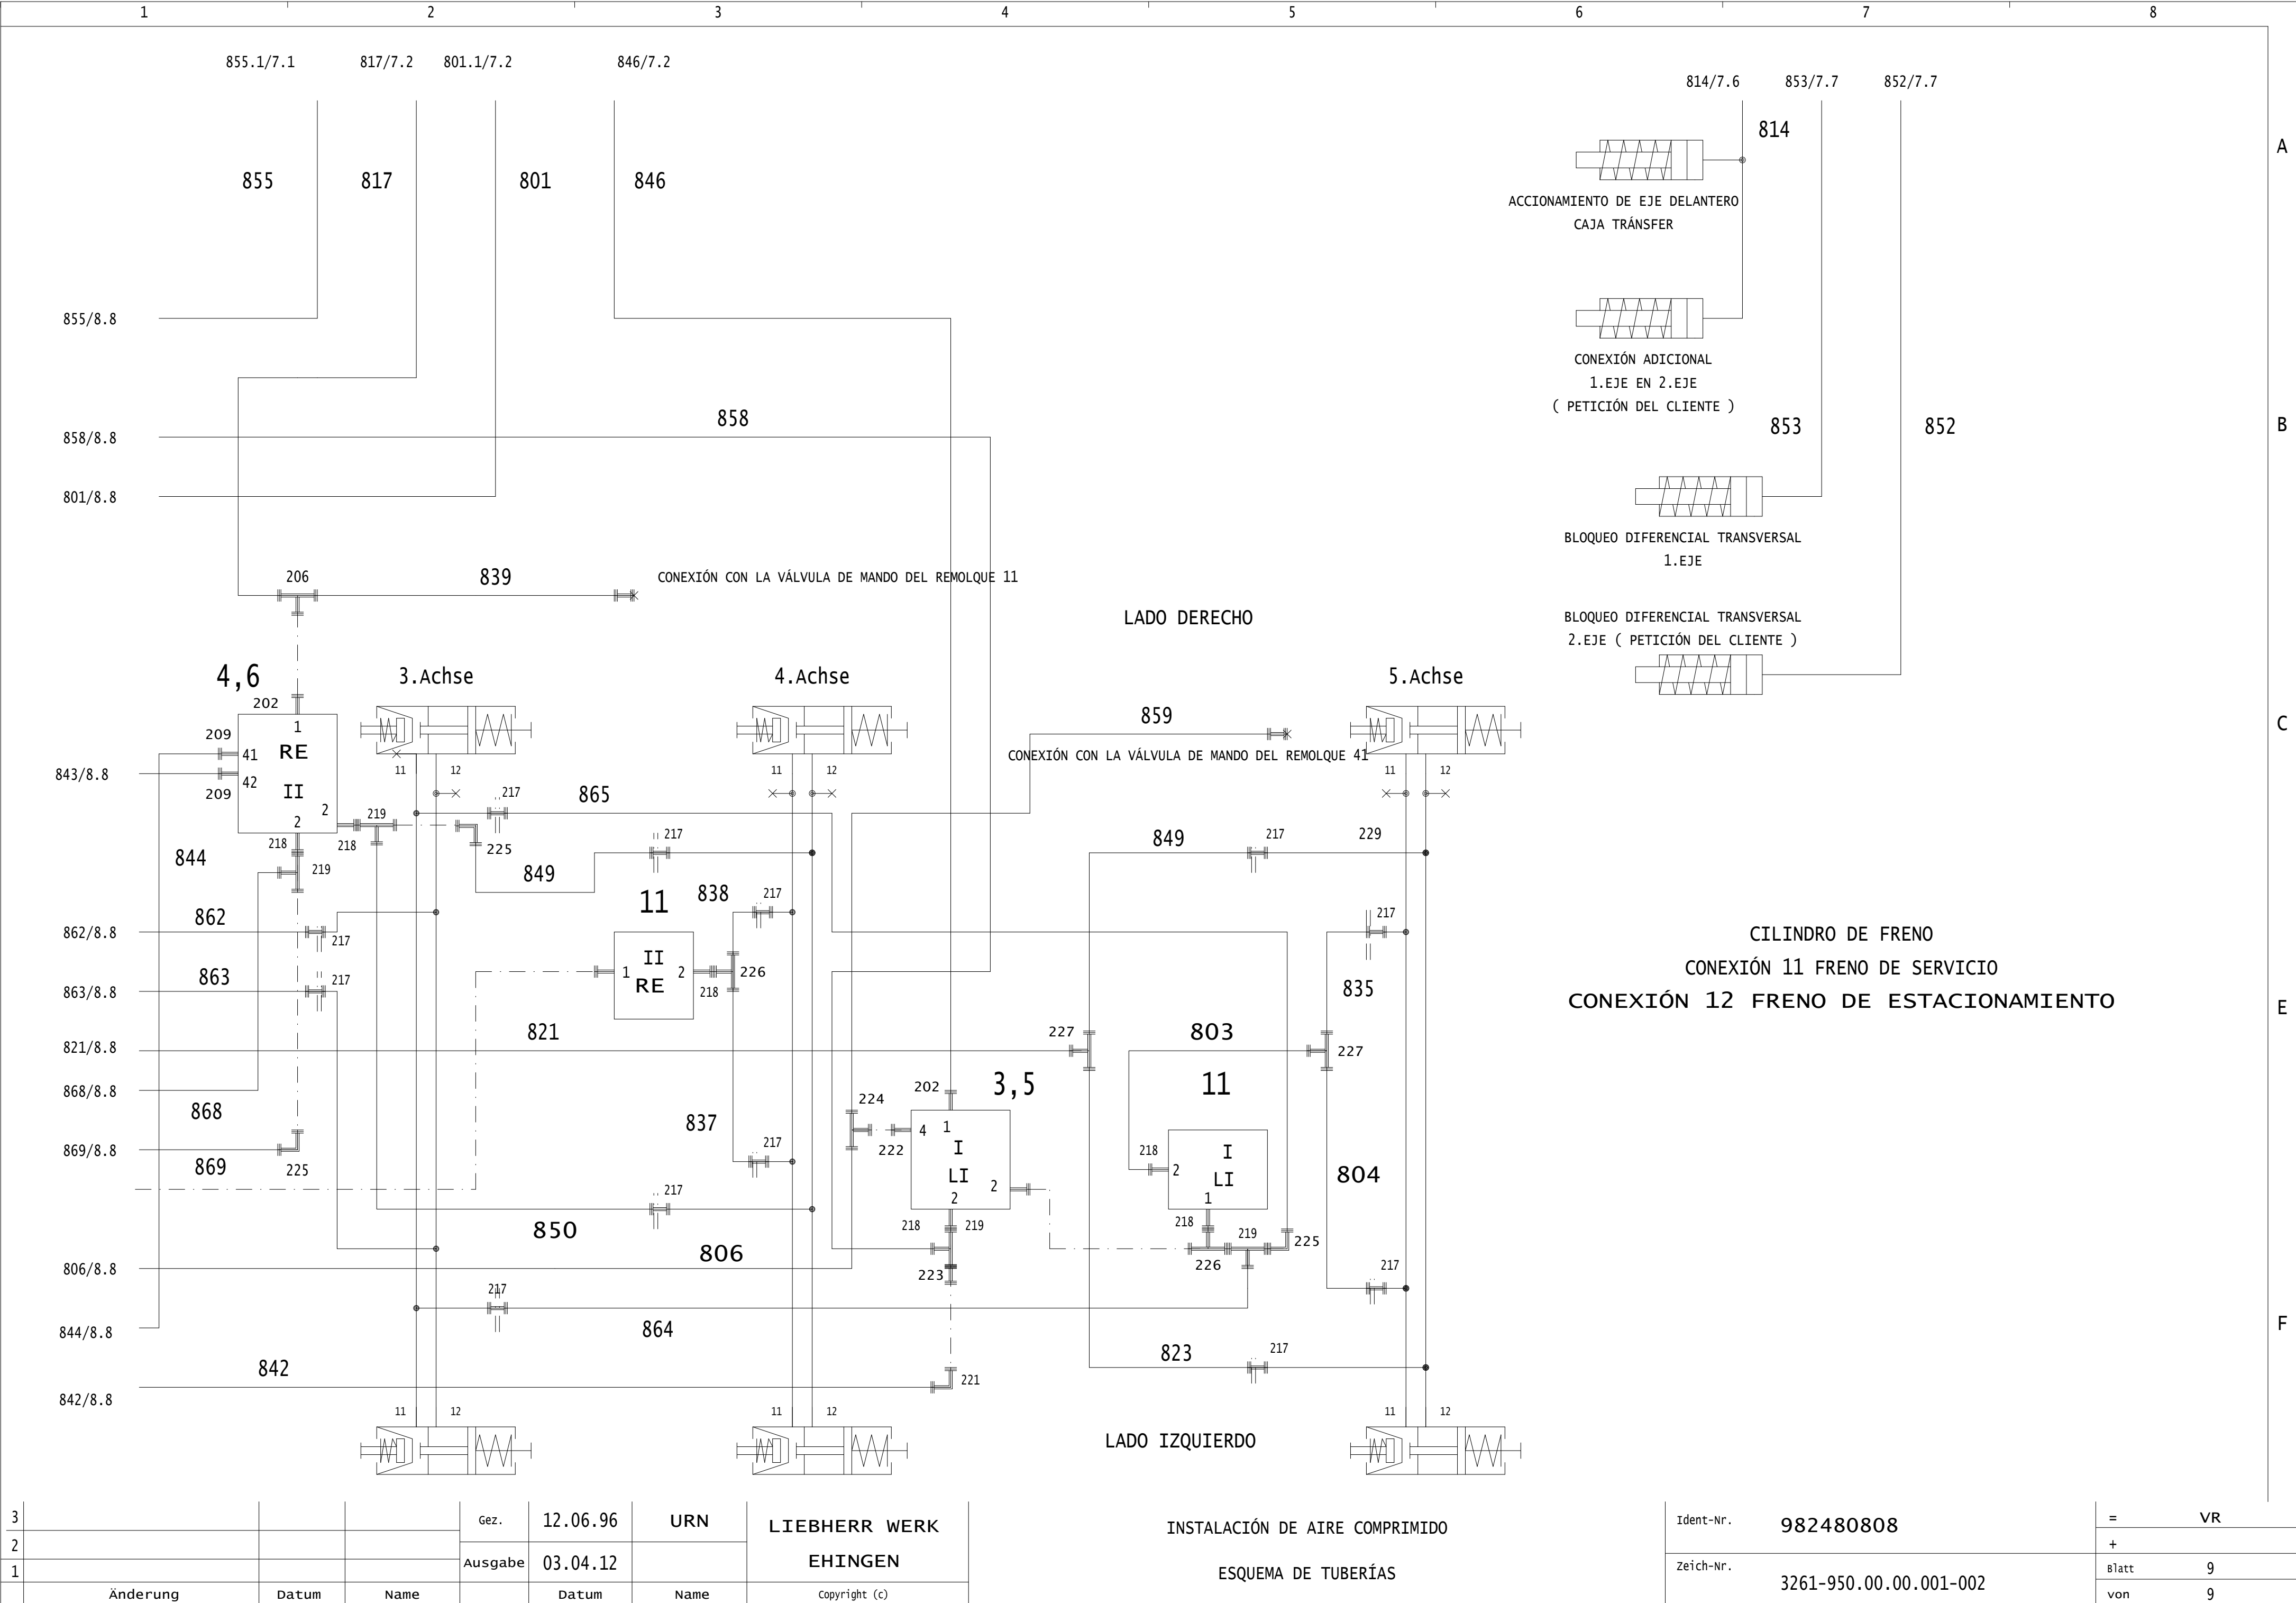 1 2 3 4 5 6 7 8
855.1/7.1 817/7.2 801.1/7.2 846/7.2
814/7.6 853/7.7 852/7.7
814
A
855 817 801 846
ACCIONAMIENTO DE EJE DELANTERO
CAJA TRÁNSFER
855/8.8
CONEXIÓN ADICIONAL
1.EJE EN 2.EJE
( PETICIÓN DEL CLIENTE )
858
853 852
B
858/8.8
801/8.8
BLOQUEO DIFERENCIAL TRANSVERSAL
1.EJE
206 839 CONEXIÓN CON LA VÁLVULA DE MANDO DEL REMOLQUE 11
LADO DERECHO
BLOQUEO DIFERENCIAL TRANSVERSAL
2.EJE ( PETICIÓN DEL CLIENTE )
4,6 3.Achse 4.Achse 5.Achse
202
859
C
1
209 RE
41
CONEXIÓN CON LA VÁLVULA DE MANDO DEL REMOLQUE 41
843/8.8
11 12 11 12 11 12
42
209 II
217 865
2
2 219
218 218
217
849 217 229
844
225
219
849
838 217
11
862
217
862/8.8
217
CILINDRO DE FRENO
II
863 217
1 2 226
CONEXIÓN 11 FRENO DE SERVICIO
863/8.8
RE 218
835
CONEXIÓN 12 FRENO DE ESTACIONAMIENTO
E
821
227 803
821/8.8
227
868/8.8
202 3,5 11
868
224
837
1
4
869/8.8
217
222 I
218 I
869 225
2
LI LI 804
217
2 2 1
850
218 219
218 219 225
806
806/8.8
223
226
217
217
844/8.8
864
F
842
823 217
842/8.8
221
11 12 11 12 11 12
LADO IZQUIERDO
3 Gez. 12.06.96 URN LIEBHERR WERK
2
1 Ausgabe 03.04.12 EHINGEN
Änderung Datum Name Datum Name Copyright (c)
INSTALACIÓN DE AIRE COMPRIMIDO
ESQUEMA DE TUBERÍAS
Ident-Nr. 982480808
Zeich-Nr. 3261-950.00.00.001-002
= VR
+
Blatt 9
von 9